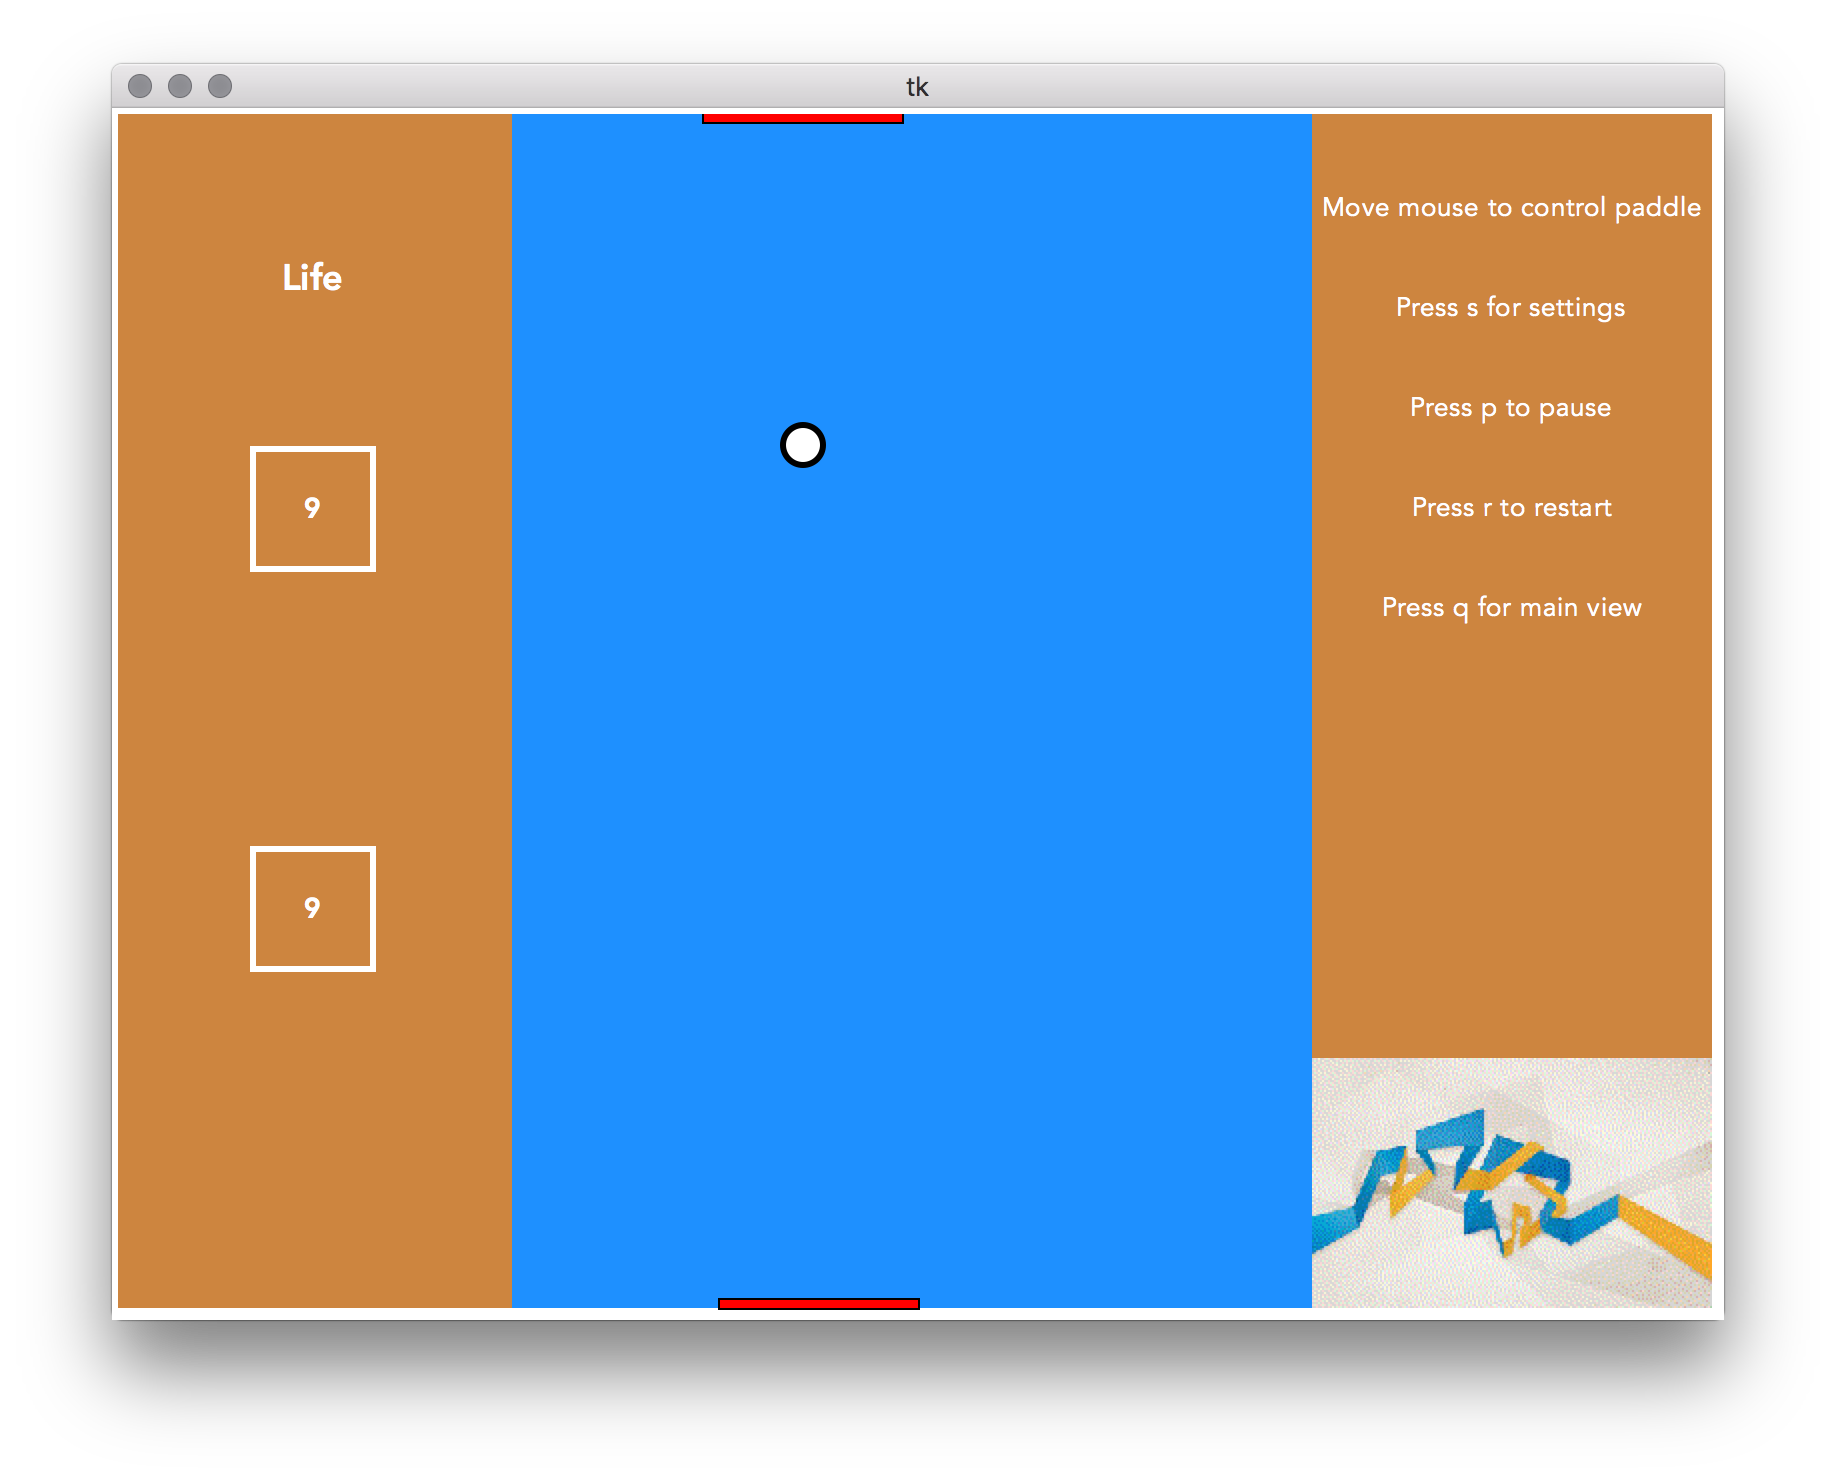 tk
Life
9
9
Move mouse to control paddle
Press s for settings
Press p to pause
Press r to restart
Press q for main view